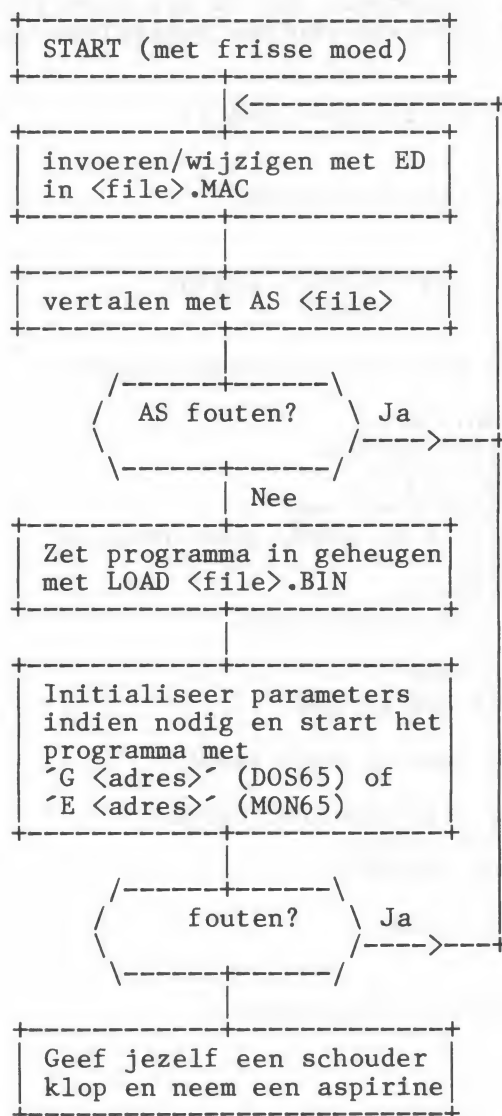 START (met frisse moed)
invoeren/wijzigen met ED
in <file>.MAC
vertalen met AS <file>
AS fouten? Ja
Nee
Zet programma in geheugen
met LOAD <file>.BIN
Initialiseer parameters
indien nodig en start het
programma met
´G <adres>´ (DOS65) of
´E <adres>´ (MON65)
fouten? Ja
Geef jezelf een schouder
klop en neem een aspirine